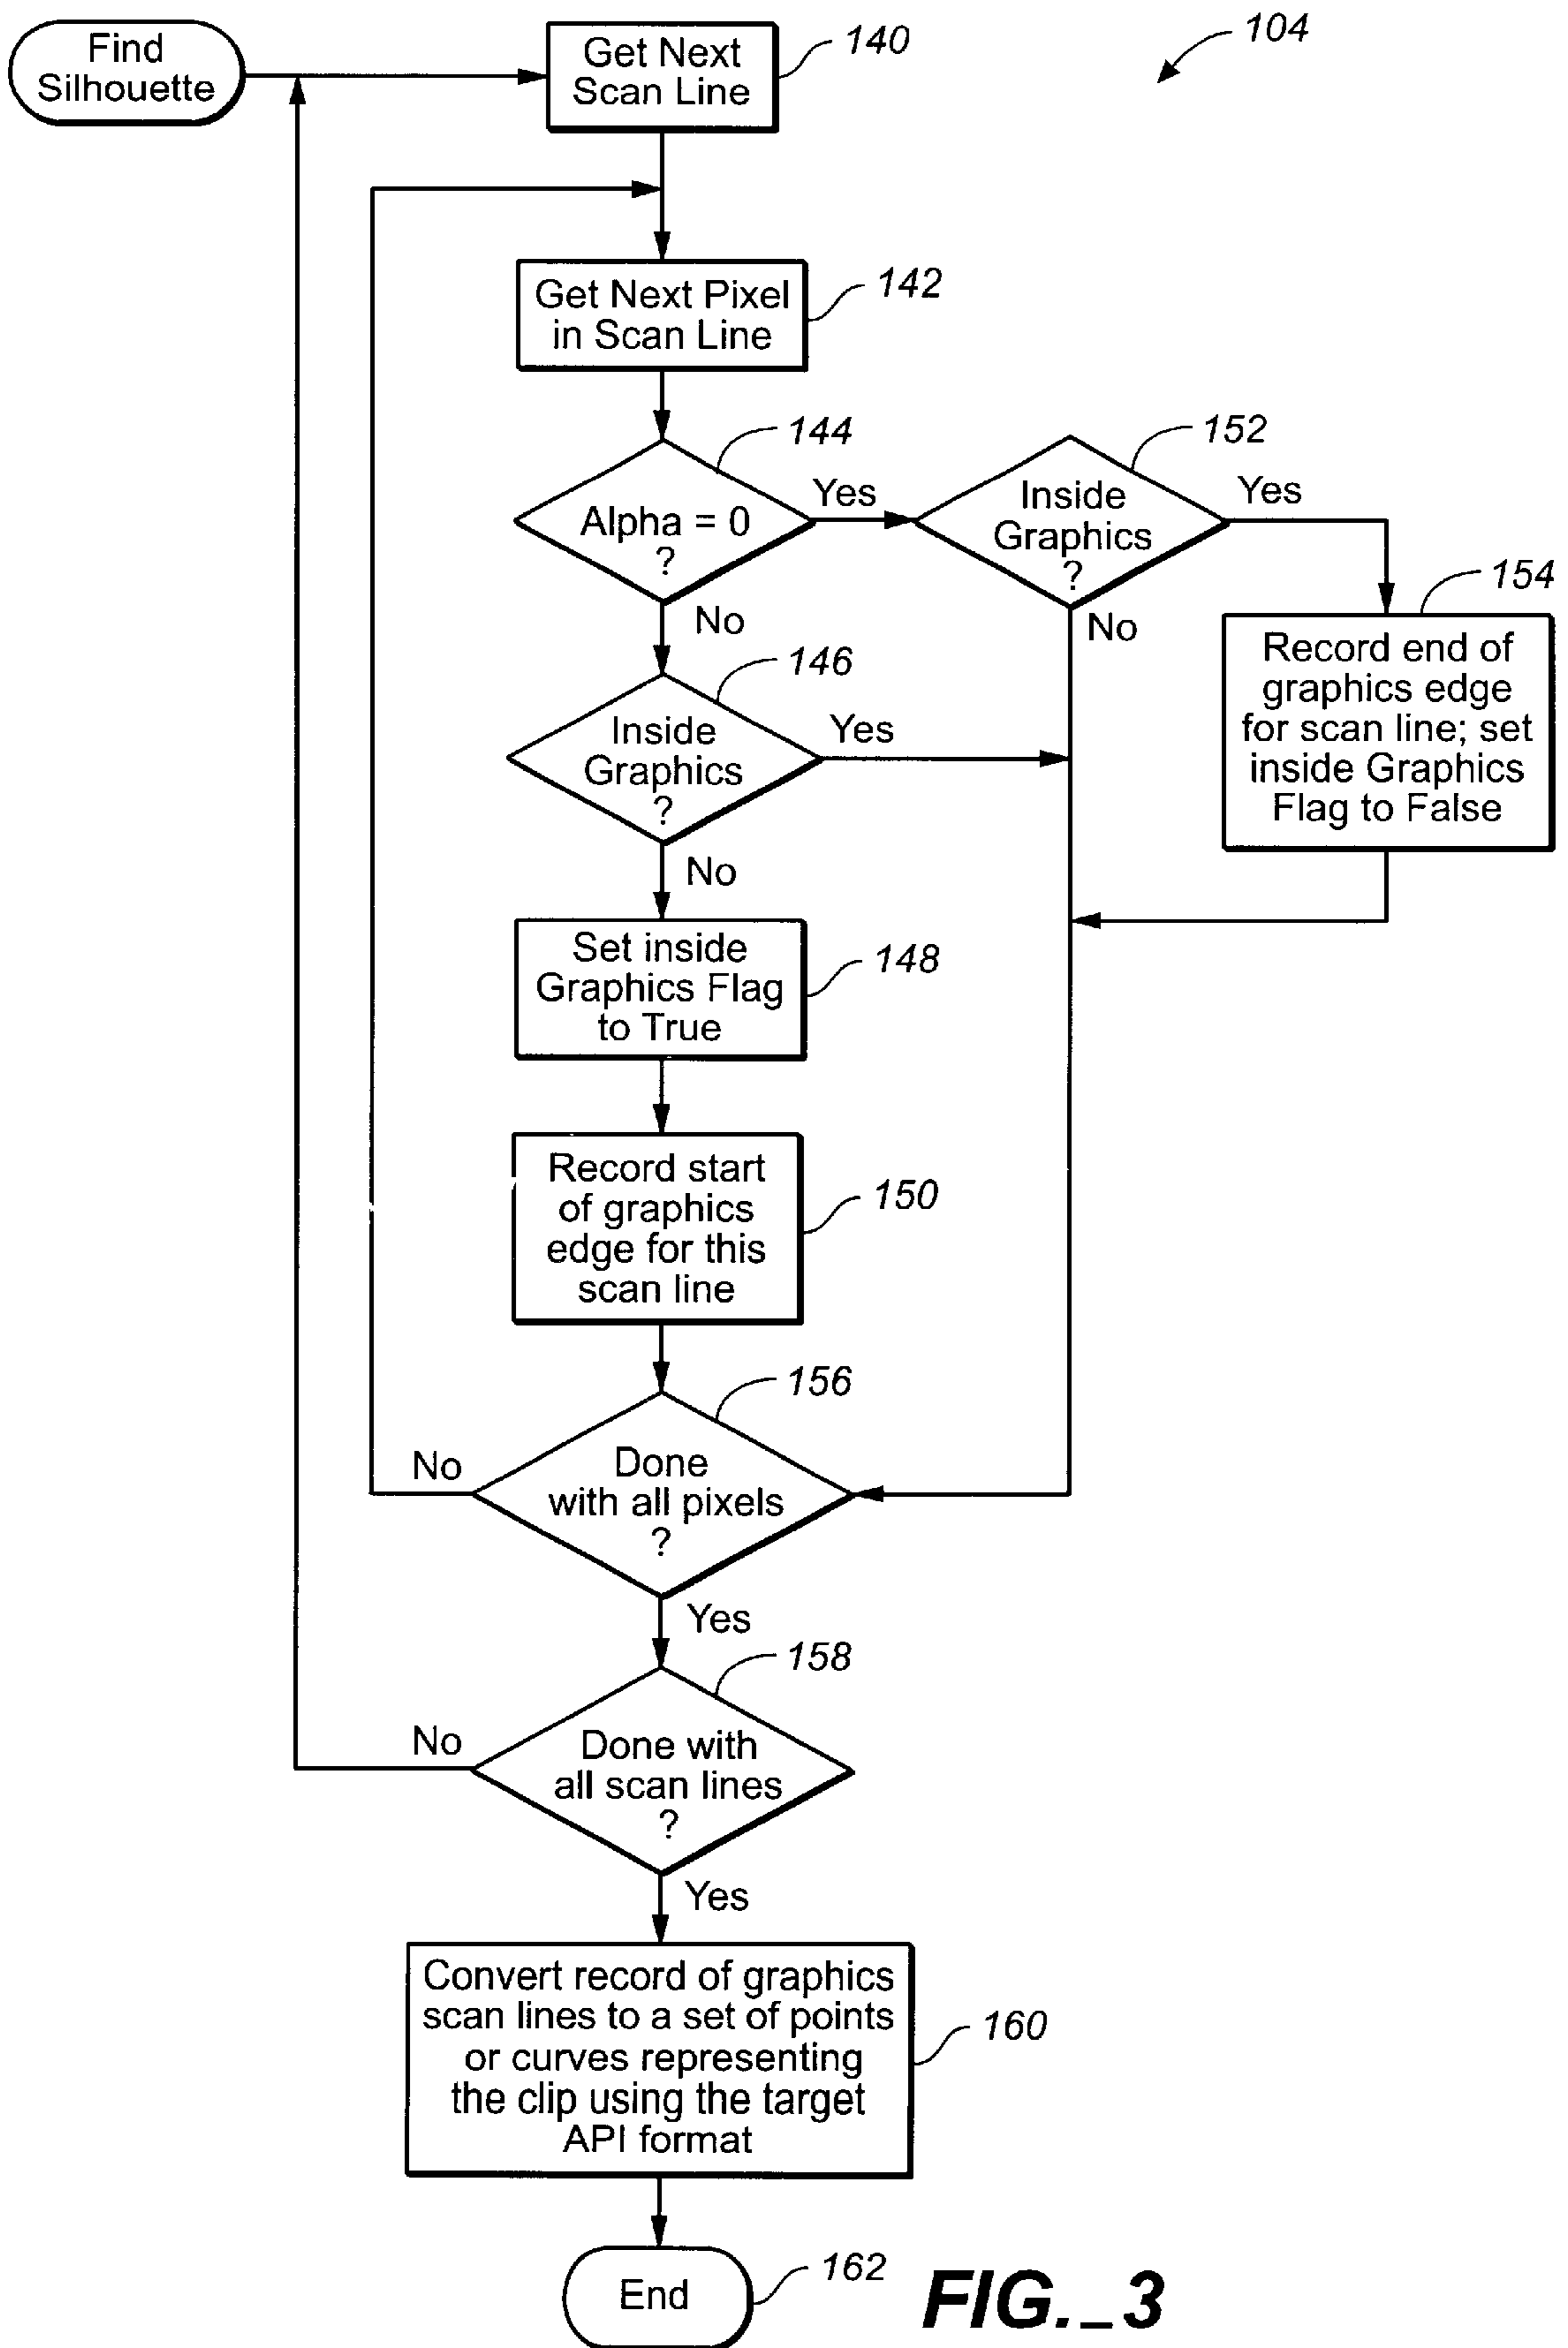 Find
Silhouette
Get Next
Scan Line
140
104
Get Next Pixel
in Scan Line
142
Alpha = 0
?
144
Yes
No
Inside
Graphics
?
152
Yes
No
Record end of
graphics edge
for scan line; set
inside Graphics
Flag to False
154
Inside
Graphics
?
146
Yes
No
Set inside
Graphics Flag
to True
148
Record start
of graphics
edge for this
scan line
150
Done
with all pixels
?
156
No
Yes
Done with
all scan lines
?
158
No
Yes
Convert record of graphics
scan lines to a set of points
or curves representing
the clip using the target
API format
160
End
162
FIG._3